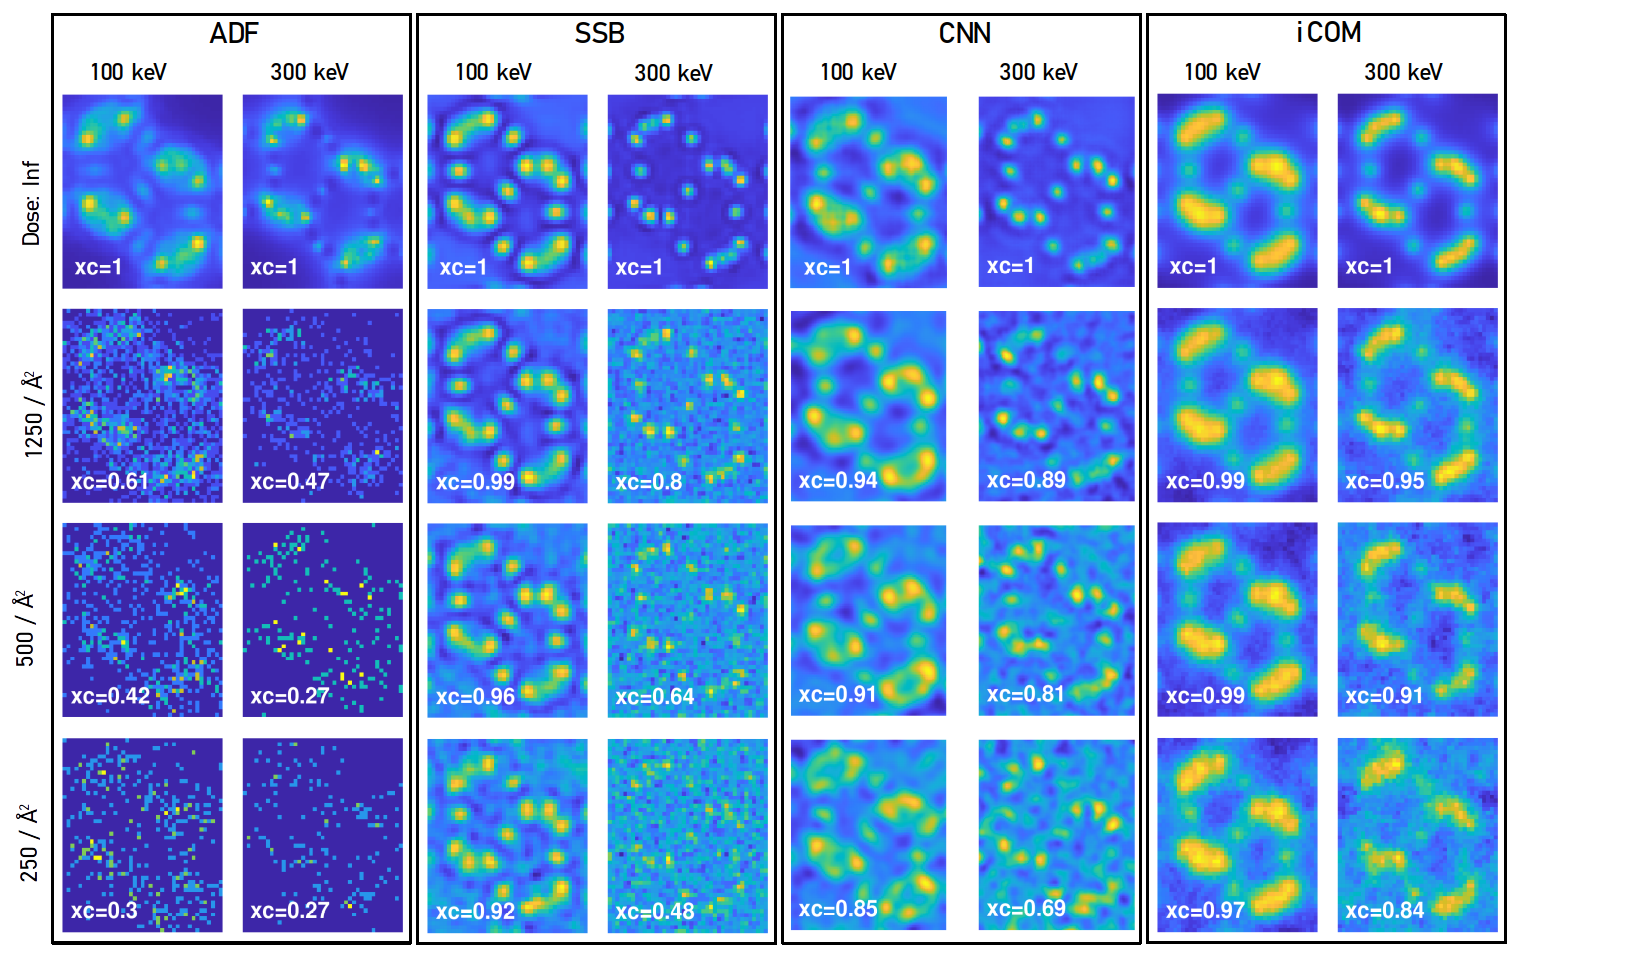 ADF SSB CNN iCOM
100 keV 300 keV 100 keV 300 keV 100 keV 300 keV 100 keV 300 keV
Dose: Inf
xc=1 xc=1 xc=1 xc=1 xc=1 xc=1 xc=1 xc=1
1250 / Å²
xc=0.61 xc=0.47 xc=0.99 xc=0.8 xc=0.94 xc=0.89 xc=0.99 xc=0.95
500 / Å²
xc=0.42 xc=0.27 xc=0.96 xc=0.64 xc=0.91 xc=0.81 xc=0.99 xc=0.91
250 / Å²
xc=0.3 xc=0.27 xc=0.92 xc=0.48 xc=0.85 xc=0.69 xc=0.97 xc=0.84